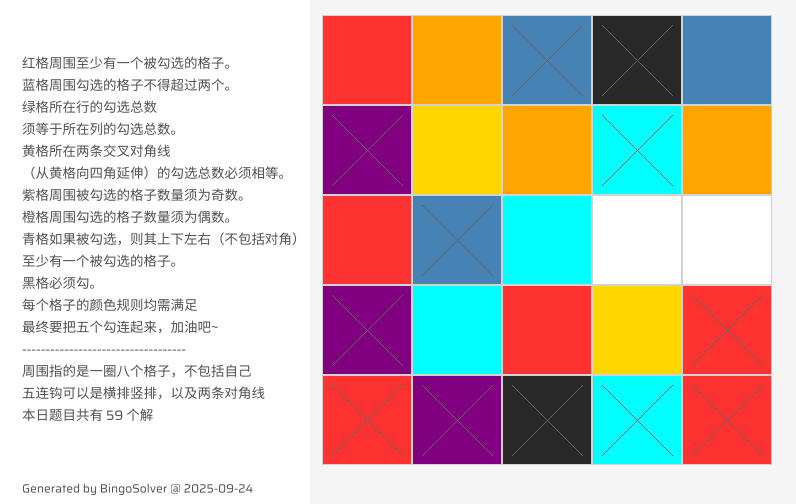 红格周围至少有一个被勾选的格子。
蓝格周围勾选的格子不得超过两个。
绿格所在行的勾选总数
须等于所在列的勾选总数。
黄格所在两条交叉对角线
（从黄格向四角延伸）的勾选总数必须相等。
紫格周围被勾选的格子数量须为奇数。
橙格周围勾选的格子数量须为偶数。
青格如果被勾选，则其上下左右（不包括对角）
至少有一个被勾选的格子。
黑格必须勾。
每个格子的颜色规则均需满足
最终要把五个勾连起来，加油吧~
-----------------------------------
周围指的是一圈八个格子，不包括自己
五连钩可以是横排竖排，以及两条对角线
本日题目共有 59 个解
Generated by BingoSolver @ 2025-09-24